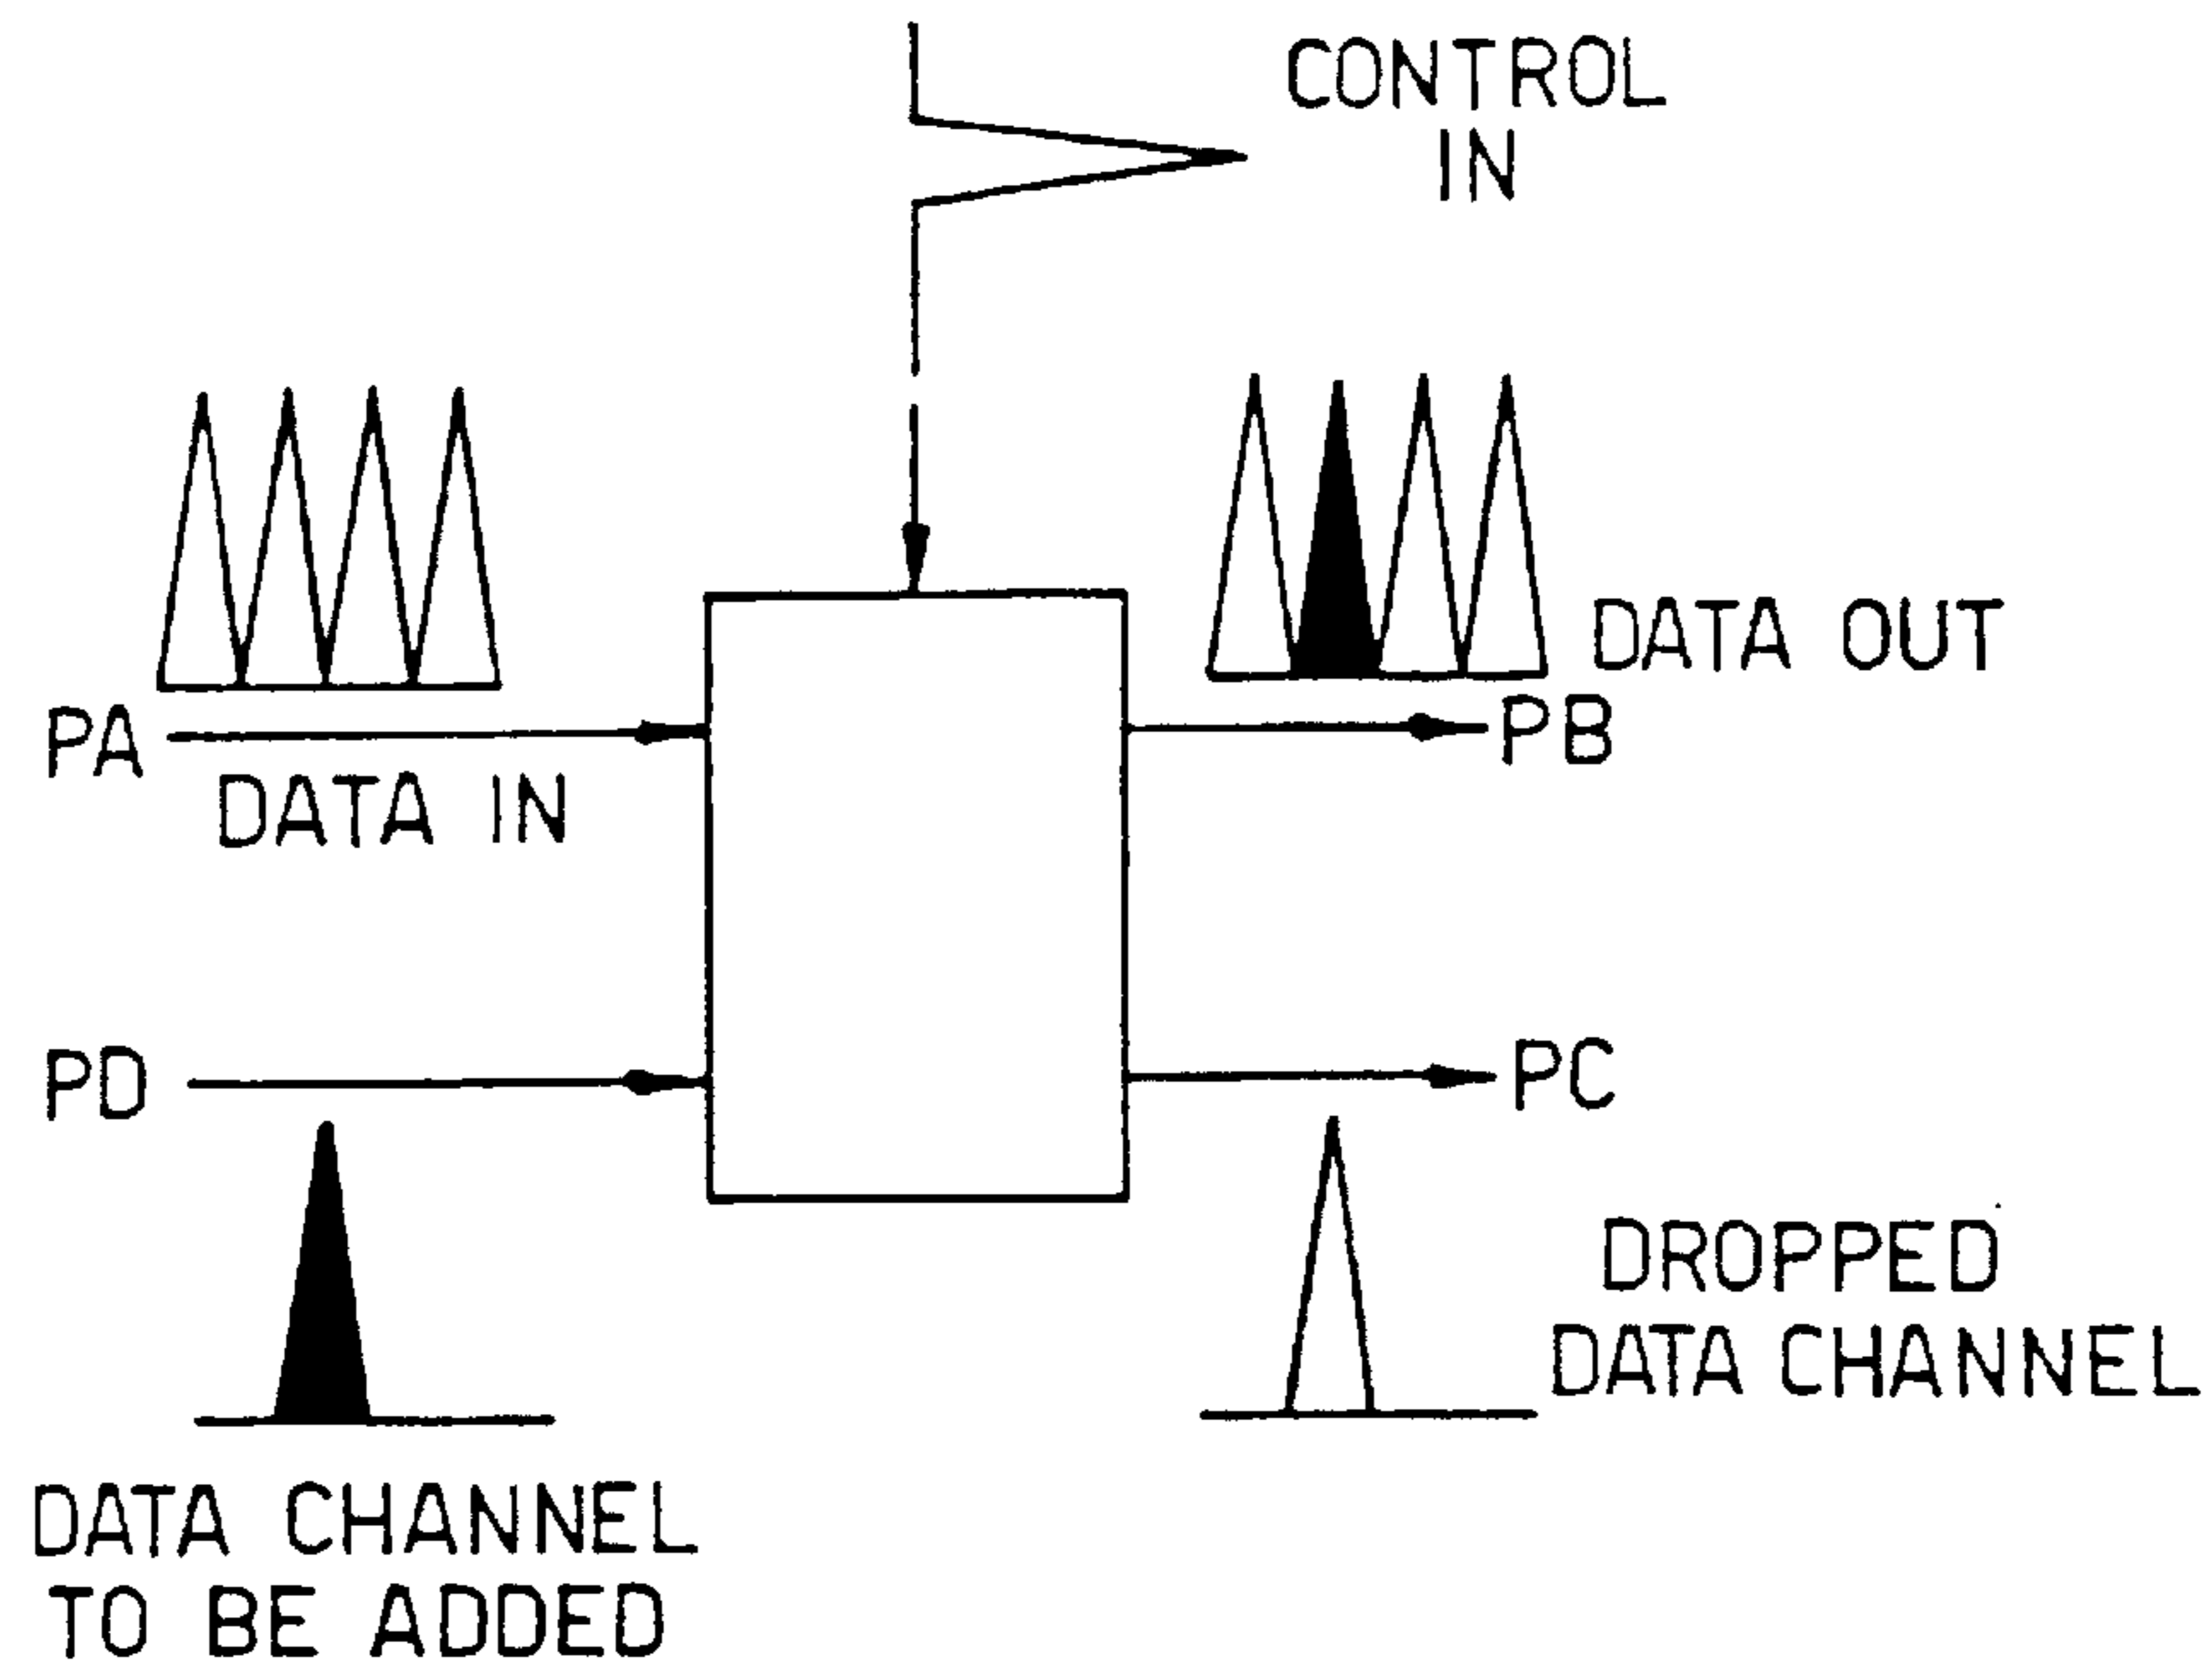 CONTROL
IN
DATA OUT
PA
PB
DATA IN
PD
PC
DROPPED
DATA CHANNEL
DATA CHANNEL
TO BE ADDED